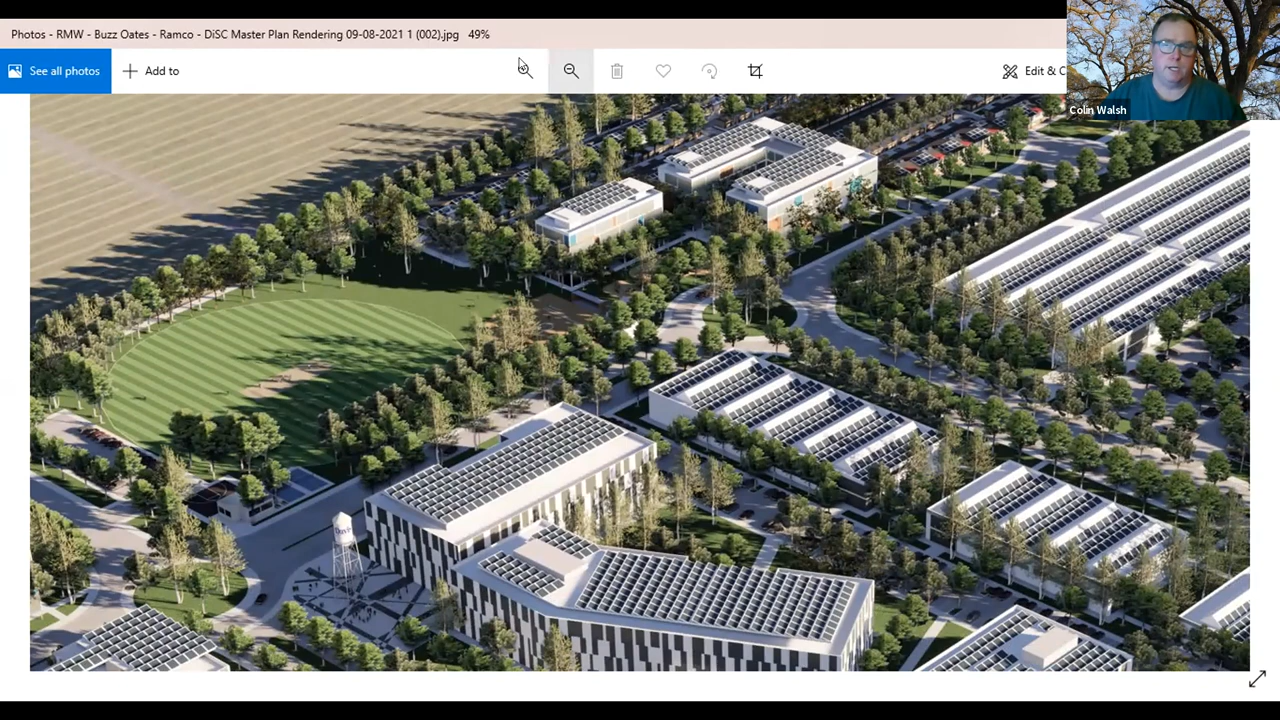 Photos - RMW - Buzz Oates - Ramco - DiSC Master Plan Rendering 09-08-2021 1 (002).jpg 49%
See all photos
Add to
Edit & C
Colin Walsh